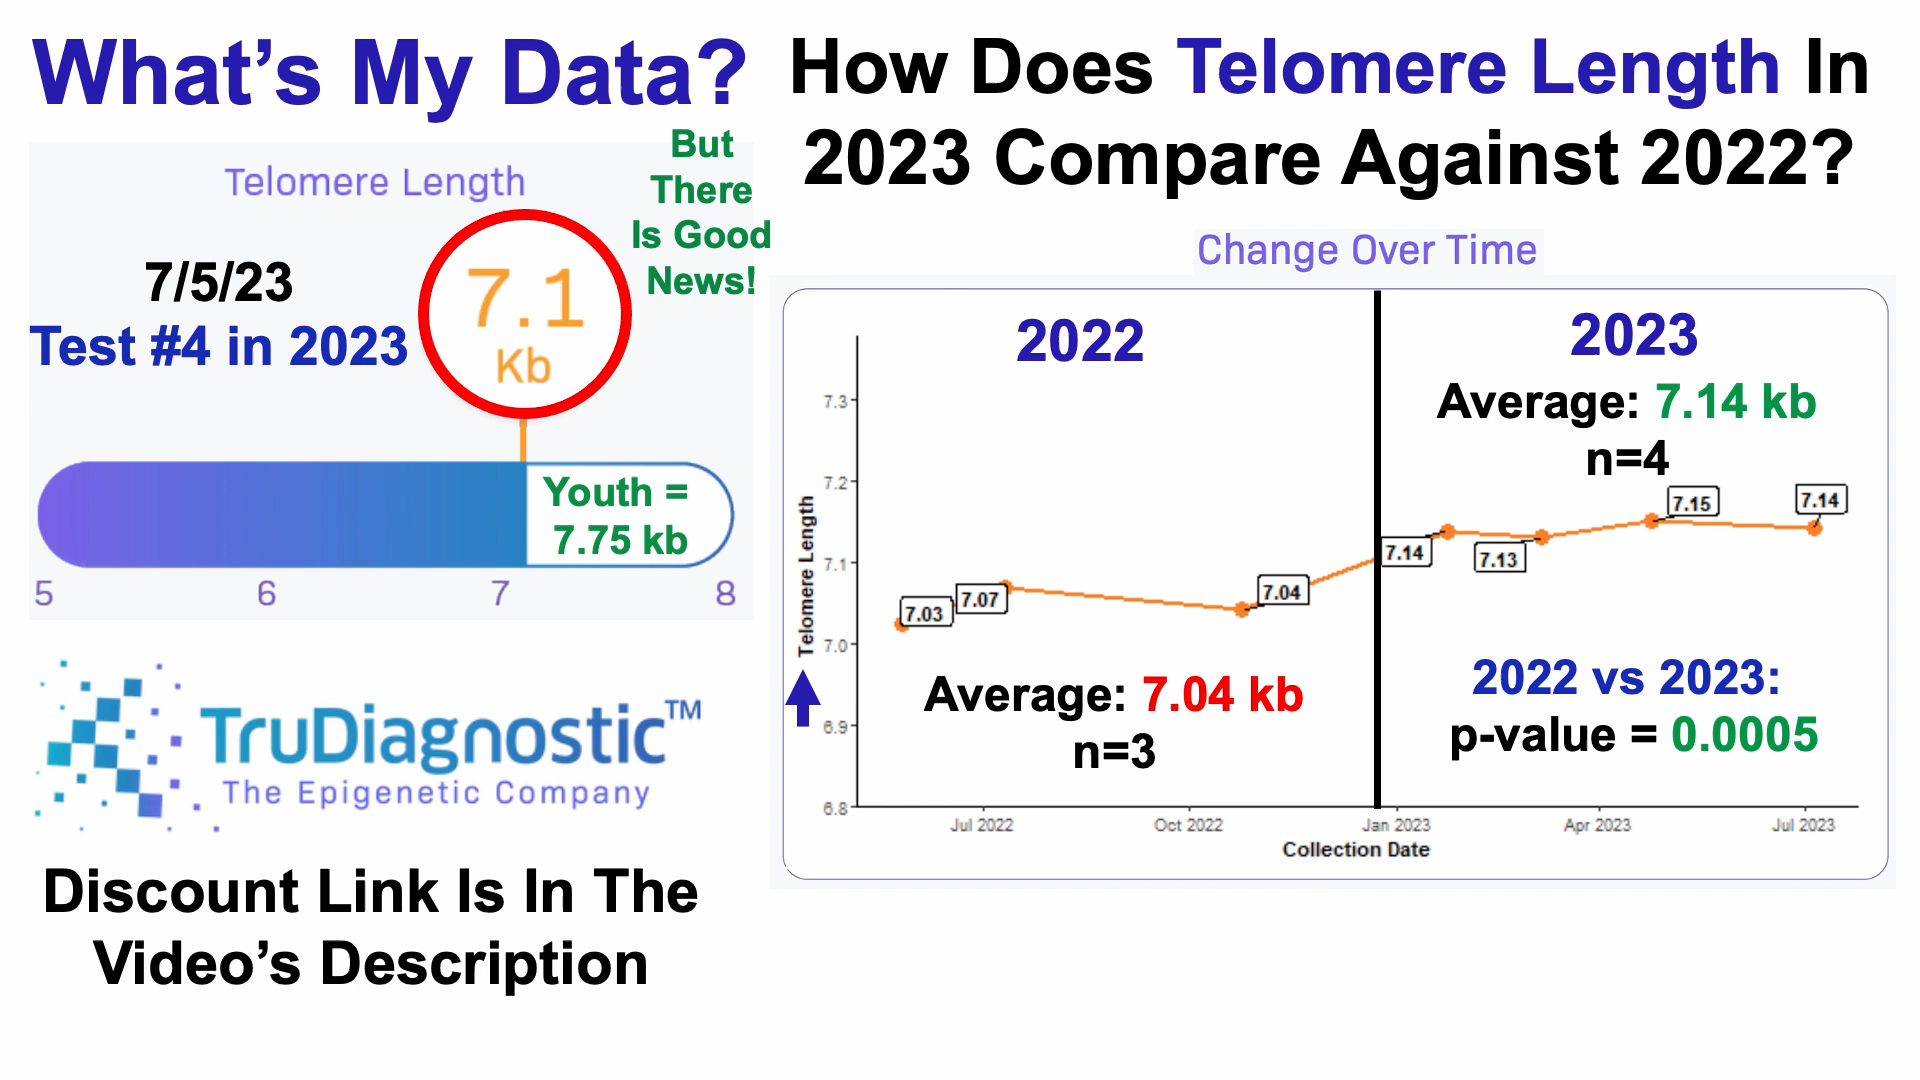 What's My Data?
But
There
Is Good
News!
Telomere Length
7/5/23
Test #4 in 2023
7.1
Kb
Youth =
7.75 kb
5 6 7 8
TruDiagnostic™
The Epigenetic Company
Discount Link Is In The
Video's Description
How Does Telomere Length In
2023 Compare Against 2022?
Change Over Time
2022
2023
Average: 7.14 kb
n=4
7.3
7.2
7.1
7.0
6.9
6.8
Telomere Length
7.03
7.07
7.04
7.14
7.13
7.15
7.14
Average: 7.04 kb
n=3
2022 vs 2023:
p-value = 0.0005
Jul 2022 Oct 2022 Jan 2023 Apr 2023 Jul 2023
Collection Date